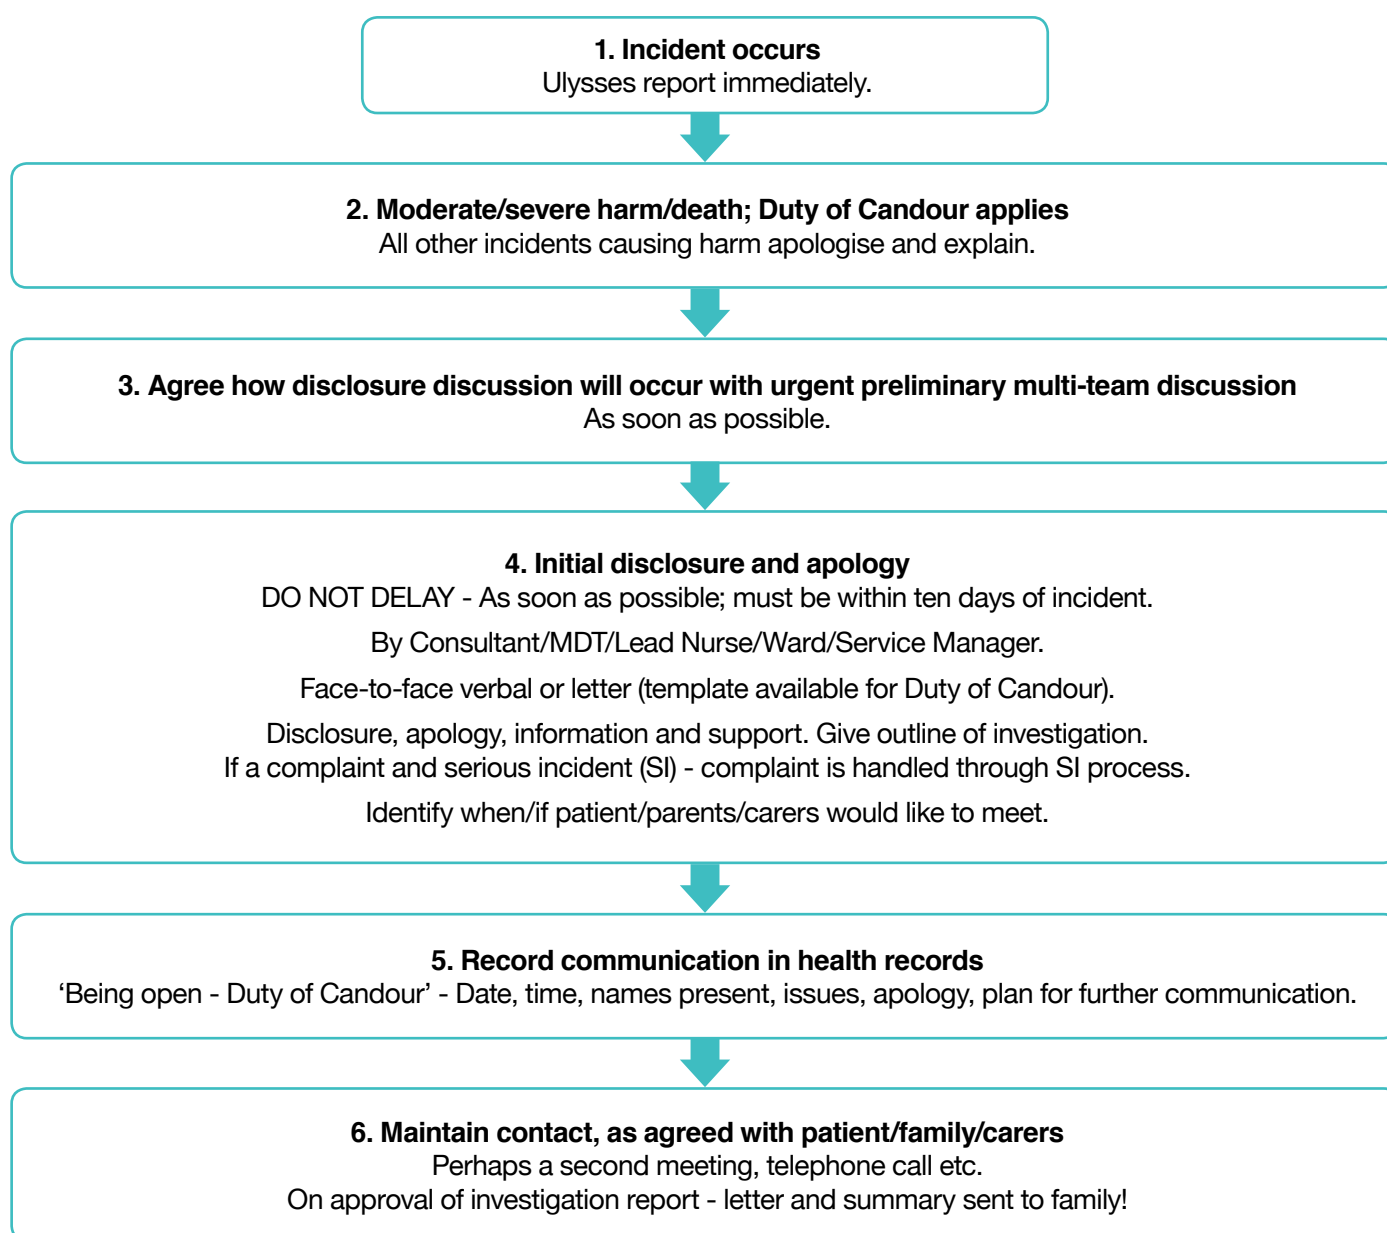 1. Incident occurs
Ulysses report immediately.
2. Moderate/severe harm/death; Duty of Candour applies
All other incidents causing harm apologise and explain.
3. Agree how disclosure discussion will occur with urgent preliminary multi-team discussion
As soon as possible.
4. Initial disclosure and apology
DO NOT DELAY - As soon as possible; must be within ten days of incident.
By Consultant/MDT/Lead Nurse/Ward/Service Manager.
Face-to-face verbal or letter (template available for Duty of Candour).
Disclosure, apology, information and support. Give outline of investigation.
If a complaint and serious incident (SI) - complaint is handled through SI process.
Identify when/if patient/parents/carers would like to meet.
5. Record communication in health records
‘Being open - Duty of Candour’ - Date, time, names present, issues, apology, plan for further communication.
6. Maintain contact, as agreed with patient/family/carers
Perhaps a second meeting, telephone call etc.
On approval of investigation report - letter and summary sent to family!